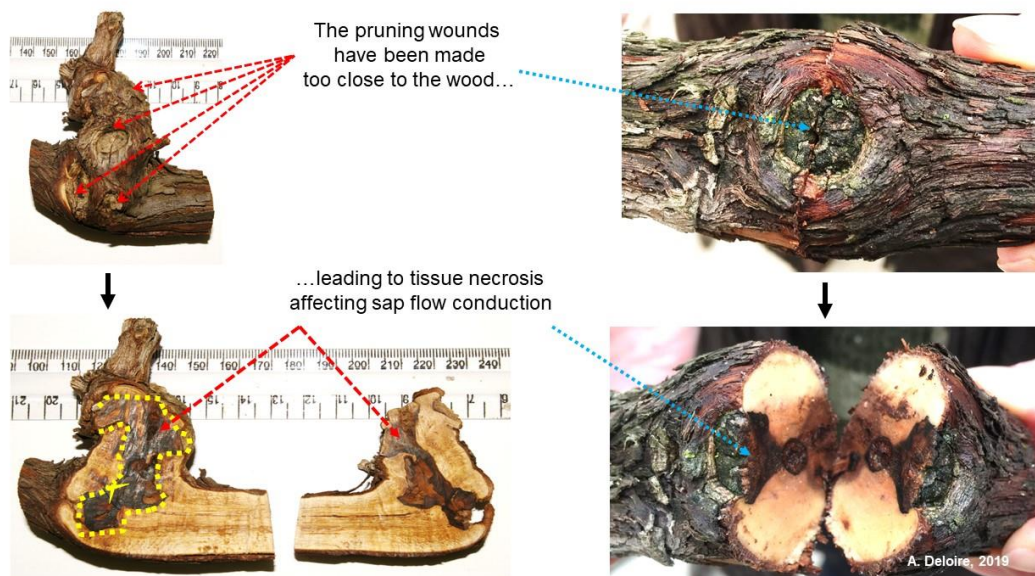 The pruning wounds
have been made
too close to the wood…
…leading to tissue necrosis
affecting sap flow conduction
A. Deloire, 2019